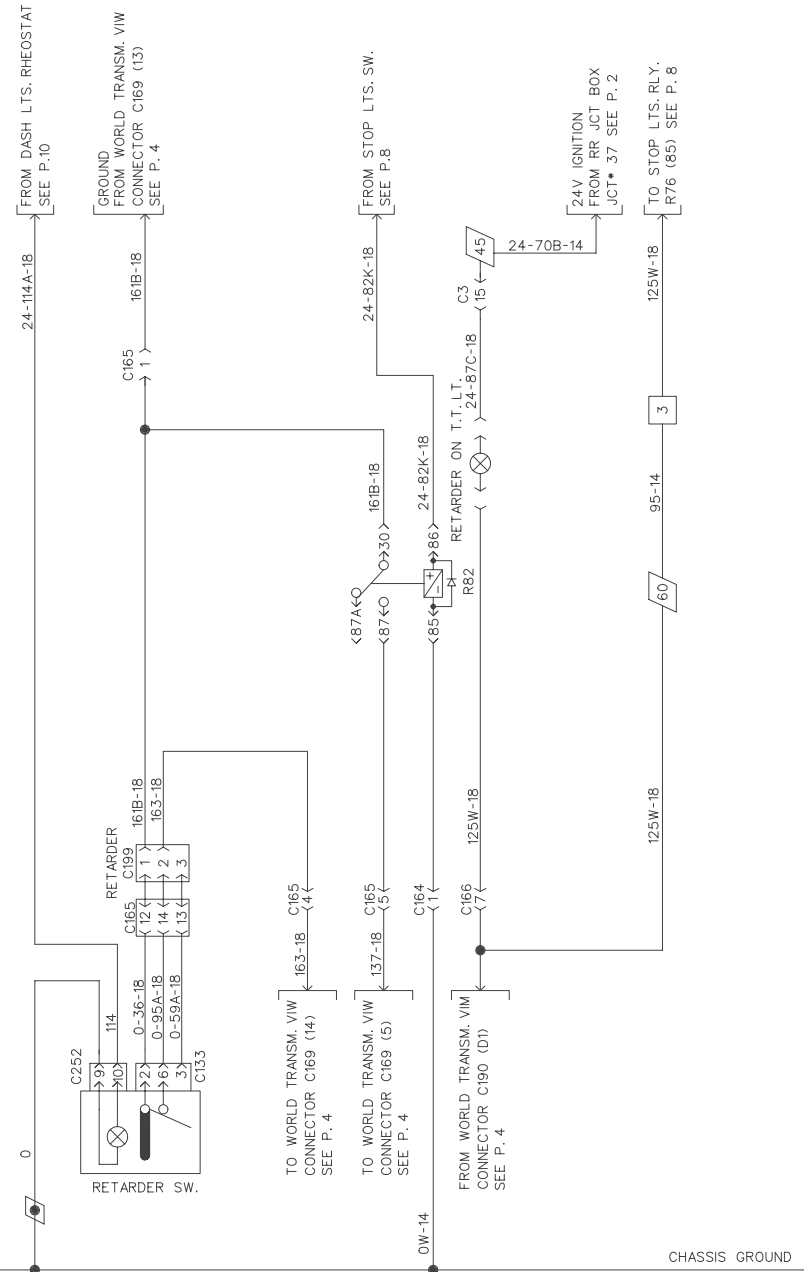 FROM DASH LTS. RHEOSTAT
SEE P.10
24-114A-18
GROUND
FROM WORLD TRANSM. VIW
CONNECTOR C169 (13)
SEE P. 4
161B-18
C165
1
FROM STOP LTS. SW.
SEE P.8
24-82K-18
24V IGNITION
FROM RR JCT BOX
JCT# 37 SEE P. 2
24-70B-14
45
C3
15
24-87C-18
RETARDER ON T.T. LT.
TO STOP LTS. RLY.
R76 (85) SEE P. 8
125W-18
3
95-14
60
125W-18
161B-18
30
87A
87
24-82K-18
86
85
R82
+
-
RETARDER
C199
1
2
3
161B-18
163-18
C165
12
14
13
0-36-18
0-95A-18
0-59A-18
C252
9
10
114
2
6
3
C133
RETARDER SW.
0
C165
4
163-18
TO WORLD TRANSM. VIW
CONNECTOR C169 (14)
SEE P. 4
C165
5
137-18
TO WORLD TRANSM. VIW
CONNECTOR C169 (5)
SEE P. 4
C164
1
0W-14
C166
7
125W-18
FROM WORLD TRANSM. VIM
CONNECTOR C190 (D1)
SEE P. 4
CHASSIS GROUND